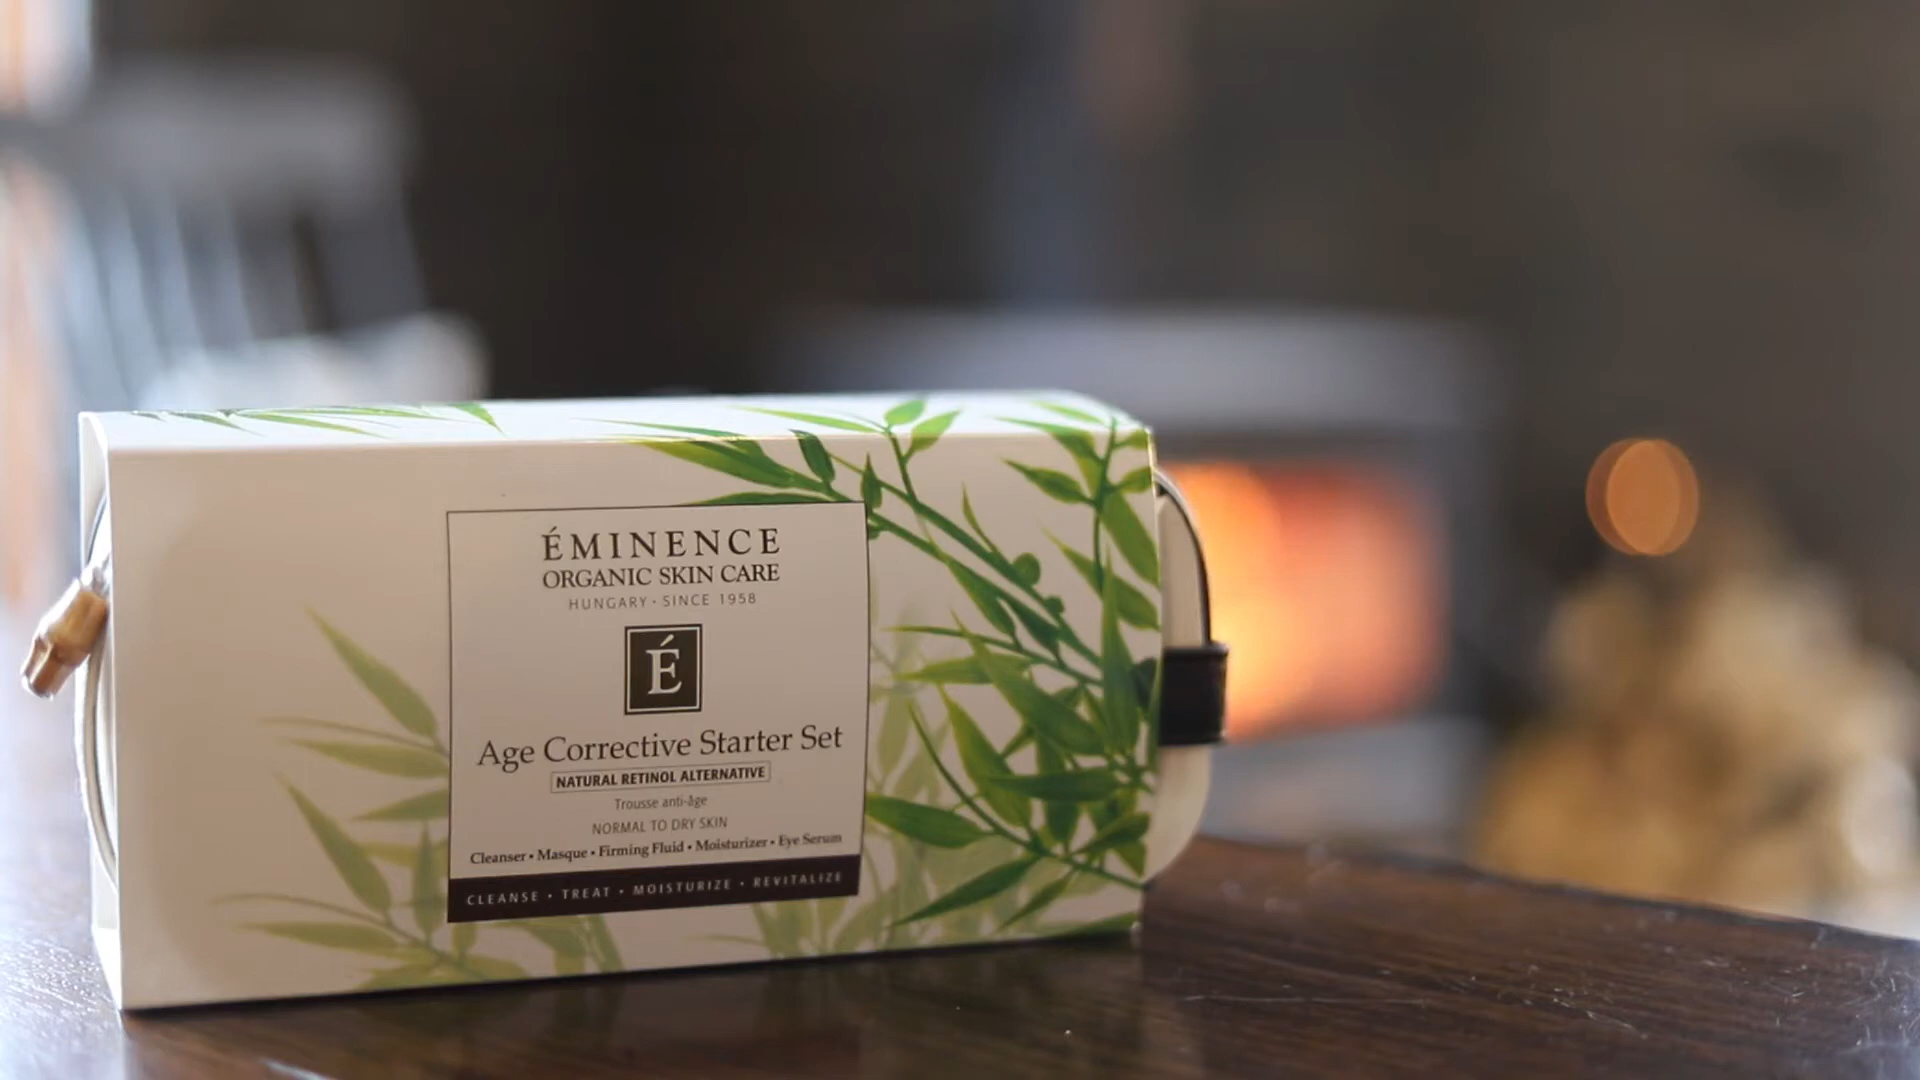 ÉMINENCE
ORGANIC SKIN CARE
HUNGARY • SINCE 1958
É
Age Corrective Starter Set
NATURAL RETINOL ALTERNATIVE
Trousse anti-âge
NORMAL TO DRY SKIN
Cleanser • Masque • Firming Fluid • Moisturizer • Eye Serum
CLEANSE • TREAT • MOISTURIZE • REVITALIZE